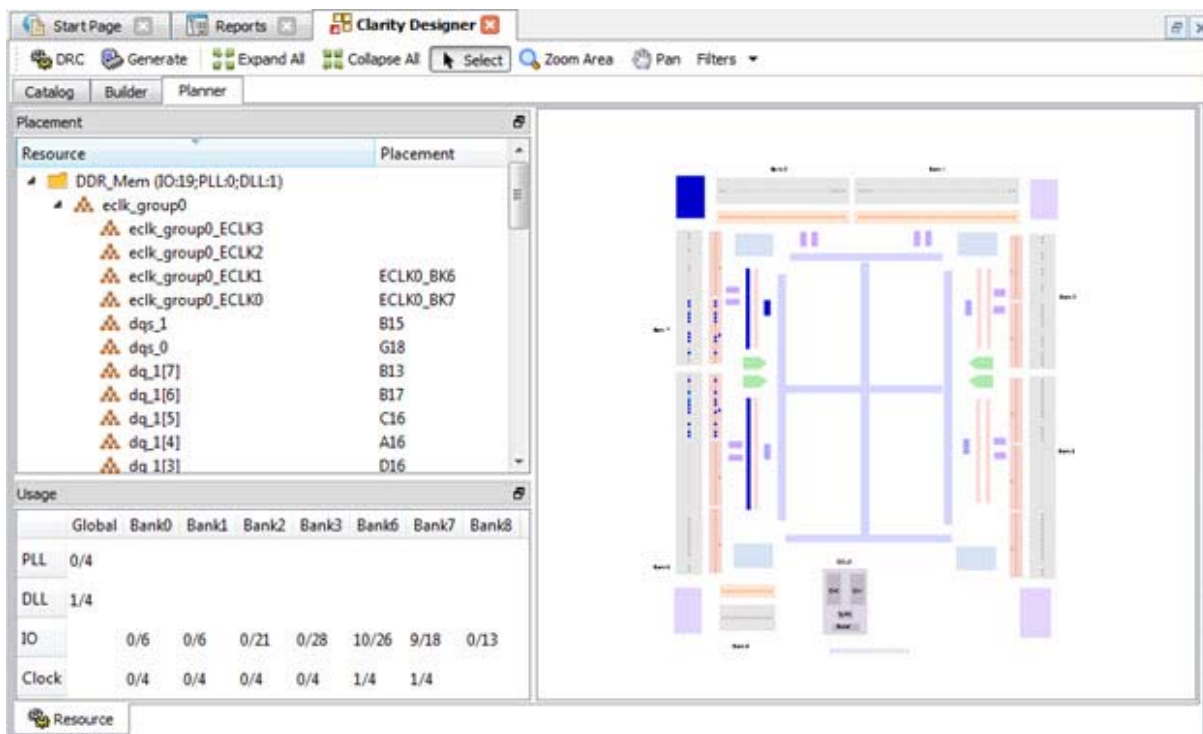 Start Page Reports Clarity Designer
DRC Generate Expand All Collapse All Select Zoom Area Pan Filters
Catalog Builder Planner
Placement
Resource Placement
DDR_Mem (IO:19;PLL:0;DLL:1)
eclk_group0
eclk_group0_ECLK3
eclk_group0_ECLK2
eclk_group0_ECLK1 ECLK0_BK6
eclk_group0_ECLK0 ECLK0_BK7
dqs_1 B15
dqs_0 G18
dq_1[7] B13
dq_1[6] B17
dq_1[5] C16
dq_1[4] A16
dq_1[3] D16
Usage
Global Bank0 Bank1 Bank2 Bank3 Bank6 Bank7 Bank8
PLL 0/4
DLL 1/4
IO 0/6 0/6 0/21 0/28 10/26 9/18 0/13
Clock 0/4 0/4 0/4 0/4 1/4 1/4
Resource